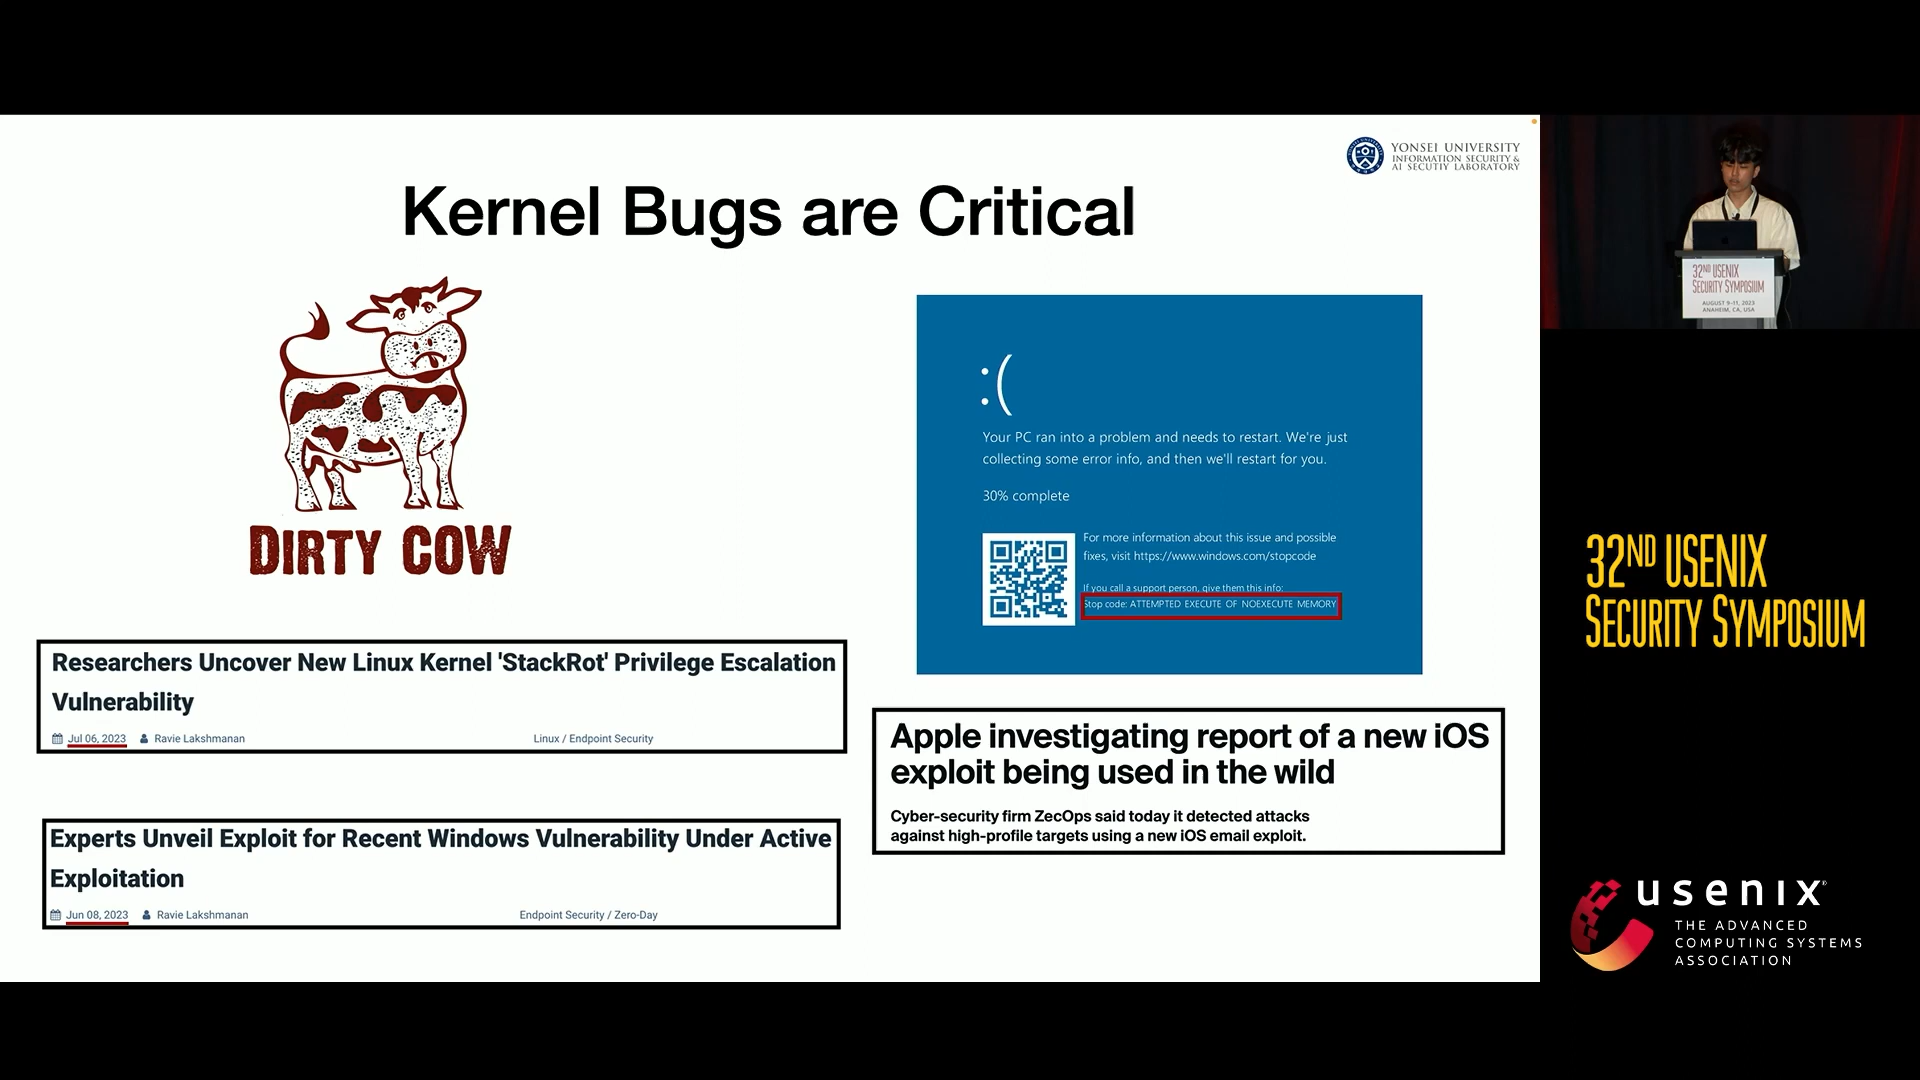 YONSEI UNIVERSITY
INFORMATION SECURITY &
AI SECUTIY LABORATORY
Kernel Bugs are Critical
DIRTY COW
Researchers Uncover New Linux Kernel 'StackRot' Privilege Escalation
Vulnerability
Jul 06, 2023 Ravie Lakshmanan Linux / Endpoint Security
Experts Unveil Exploit for Recent Windows Vulnerability Under Active
Exploitation
Jun 08, 2023 Ravie Lakshmanan Endpoint Security / Zero-Day
:(
Your PC ran into a problem and needs to restart. We're just
collecting some error info, and then we'll restart for you.
30% complete
For more information about this issue and possible
fixes, visit https://www.windows.com/stopcode
If you call a support person, give them this info:
Stop code: ATTEMPTED EXECUTE OF NOEXECUTE MEMORY
Apple investigating report of a new iOS
exploit being used in the wild
Cyber-security firm ZecOps said today it detected attacks
against high-profile targets using a new iOS email exploit.
32ND USENIX
SECURITY SYMPOSIUM
AUGUST 9–11, 2023
ANAHEIM, CA, USA
32ND USENIX
SECURITY SYMPOSIUM
usenix®
THE ADVANCED
COMPUTING SYSTEMS
ASSOCIATION